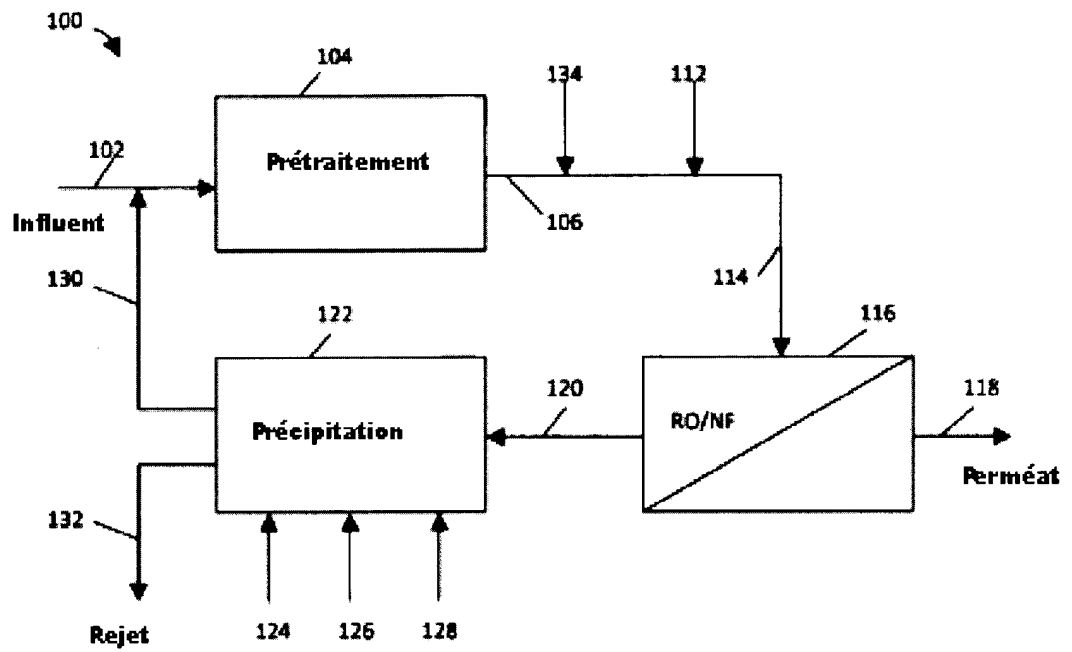 100
104
134
112
102
Prétraitement
Influent
106
130
114
122
116
120
118
Précipitation
RO/NF
Perméat
132
Rejet
124
126
128